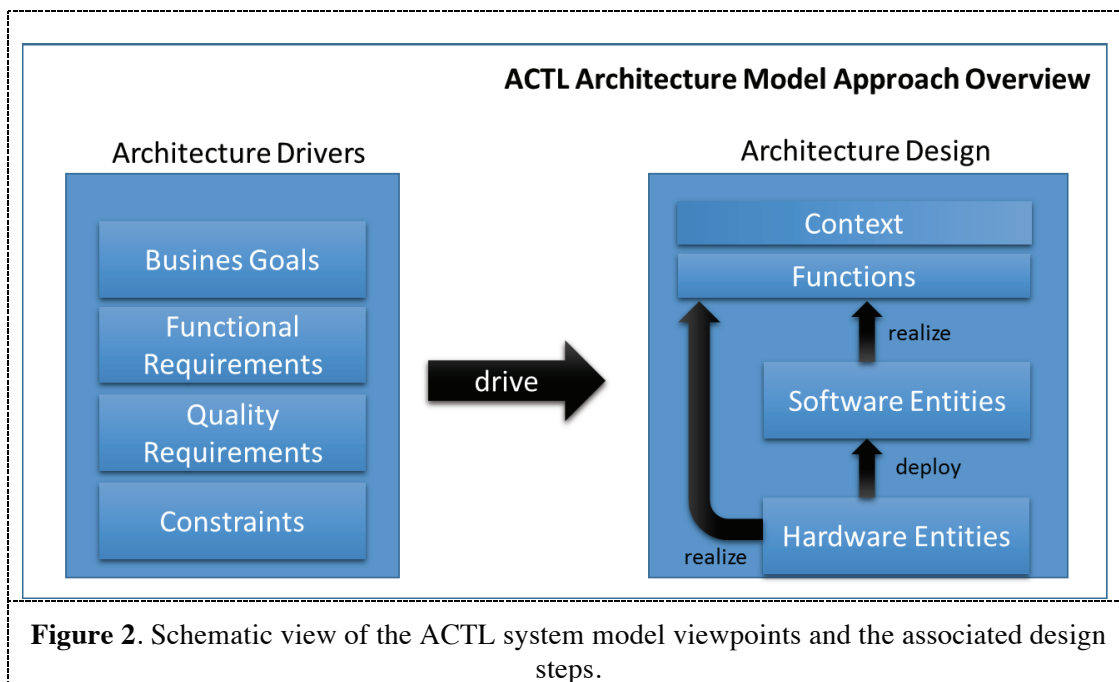 ACTL Architecture Model Approach Overview
Architecture Drivers
Busines Goals
Functional
Requirements
Quality
Requirements
Constraints
drive
Architecture Design
Context
Functions
realize
Software Entities
deploy
Hardware Entities
realize
Figure 2. Schematic view of the ACTL system model viewpoints and the associated design
steps.